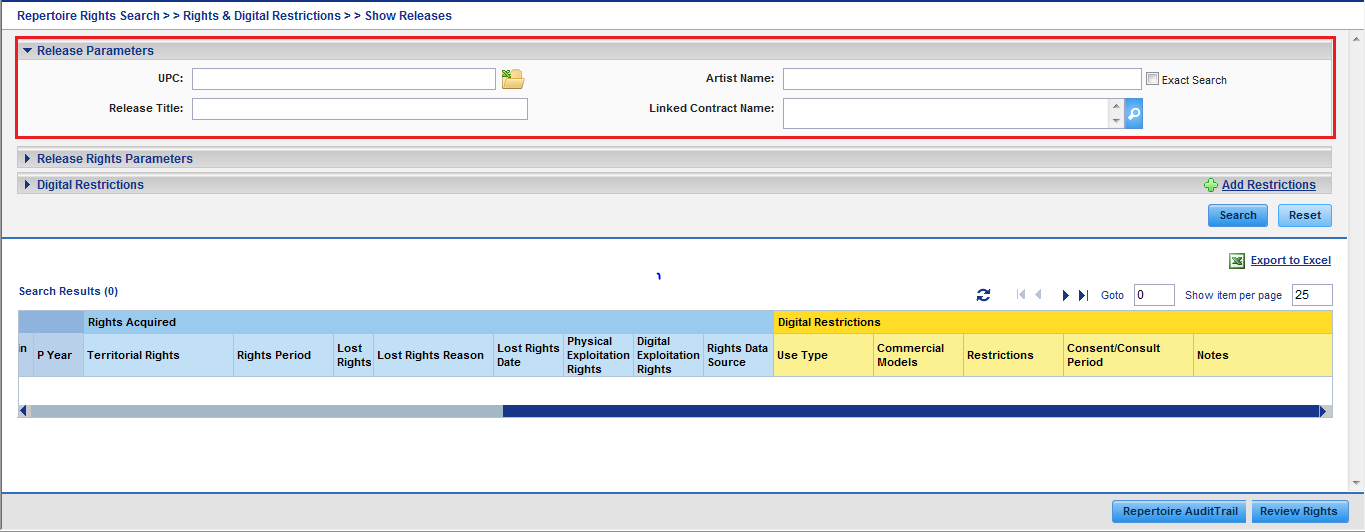 Repertoire Rights Search > > Rights & Digital Restrictions > > Show Releases
Release Parameters
UPC:
Artist Name:
Exact Search
Release Title:
Linked Contract Name:
Release Rights Parameters
Digital Restrictions
Add Restrictions
Search
Reset
Export to Excel
Search Results (0)
Goto
0
Show item per page
25
Rights Acquired
Digital Restrictions
in
P Year
Territorial Rights
Rights Period
Lost
Rights
Lost Rights Reason
Lost Rights
Date
Physical
Exploitation
Rights
Digital
Exploitation
Rights
Rights Data
Source
Use Type
Commercial
Models
Restrictions
Consent/Consult
Period
Notes
Repertoire AuditTrail
Review Rights